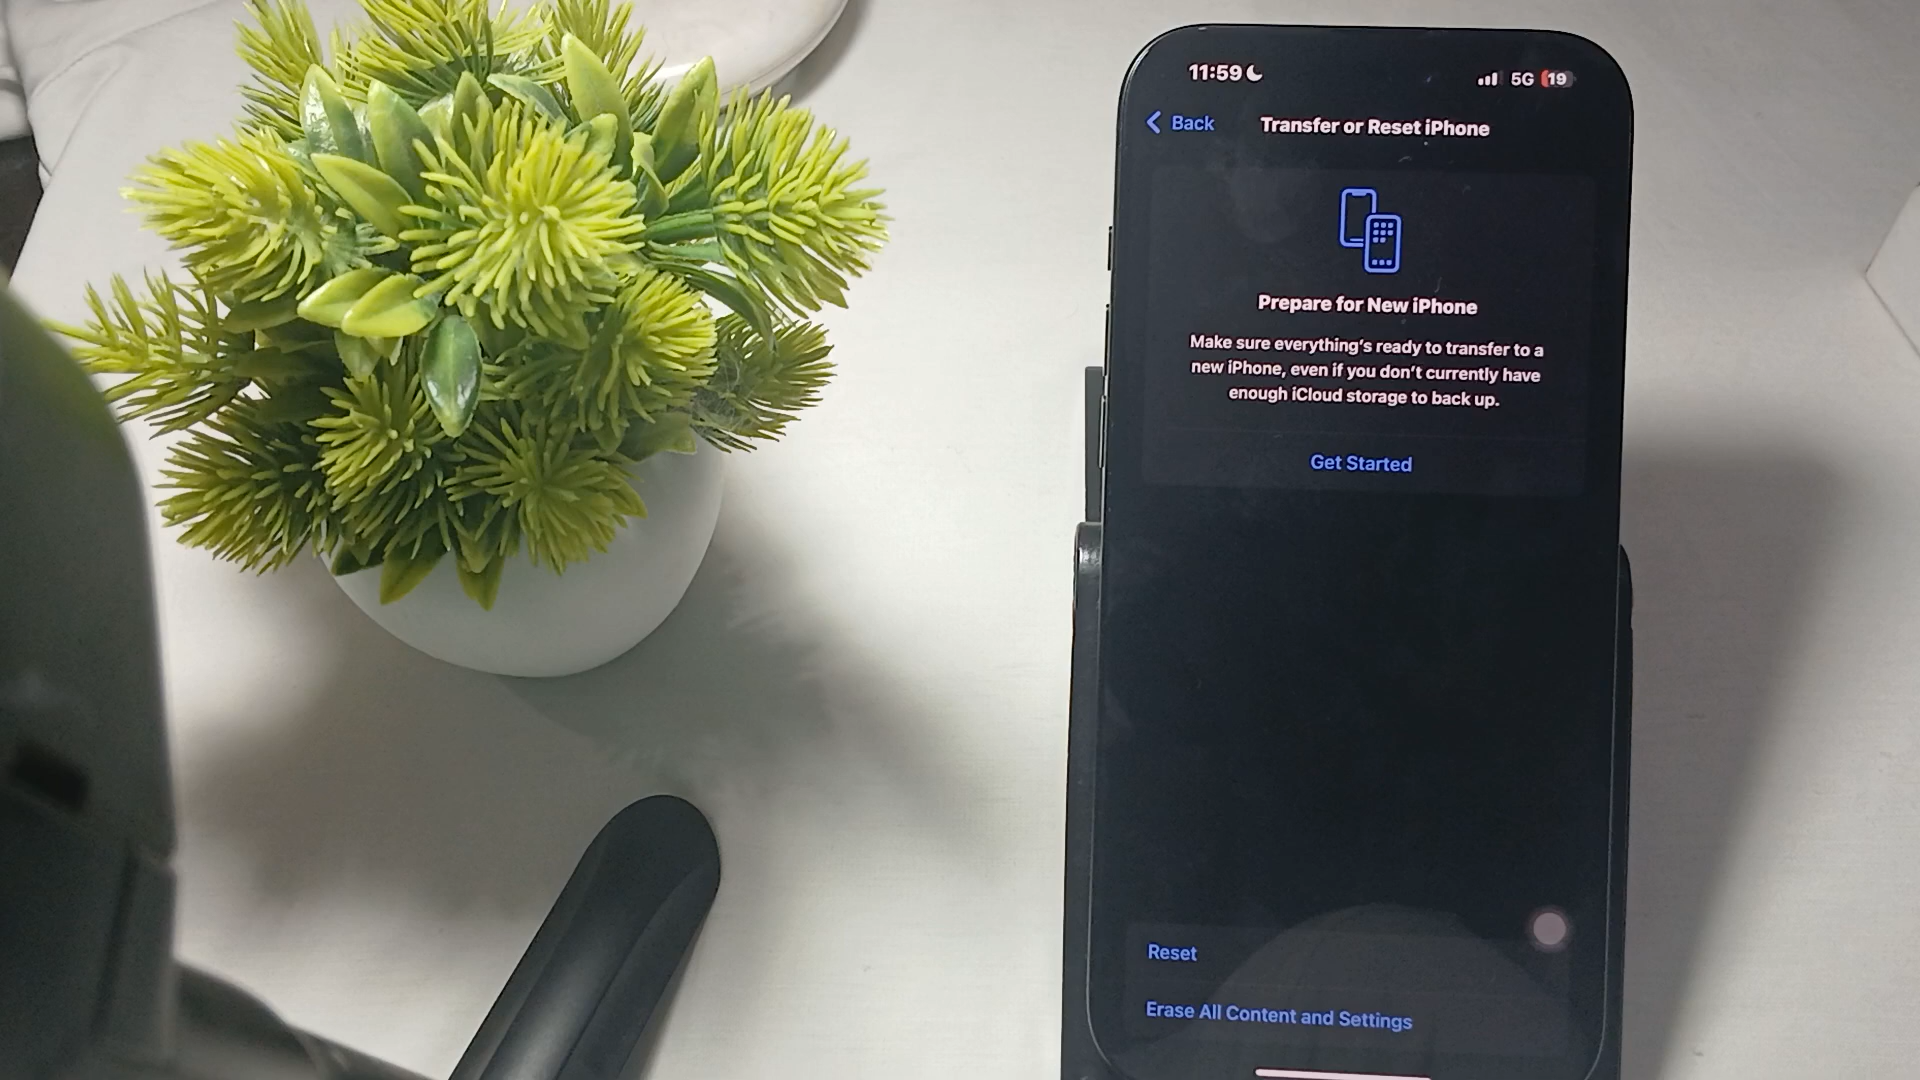 11:59
5G 19
Back
Transfer or Reset iPhone
Prepare for New iPhone
Make sure everything's ready to transfer to a
new iPhone, even if you don't currently have
enough iCloud storage to back up.
Get Started
Reset
Erase All Content and Settings